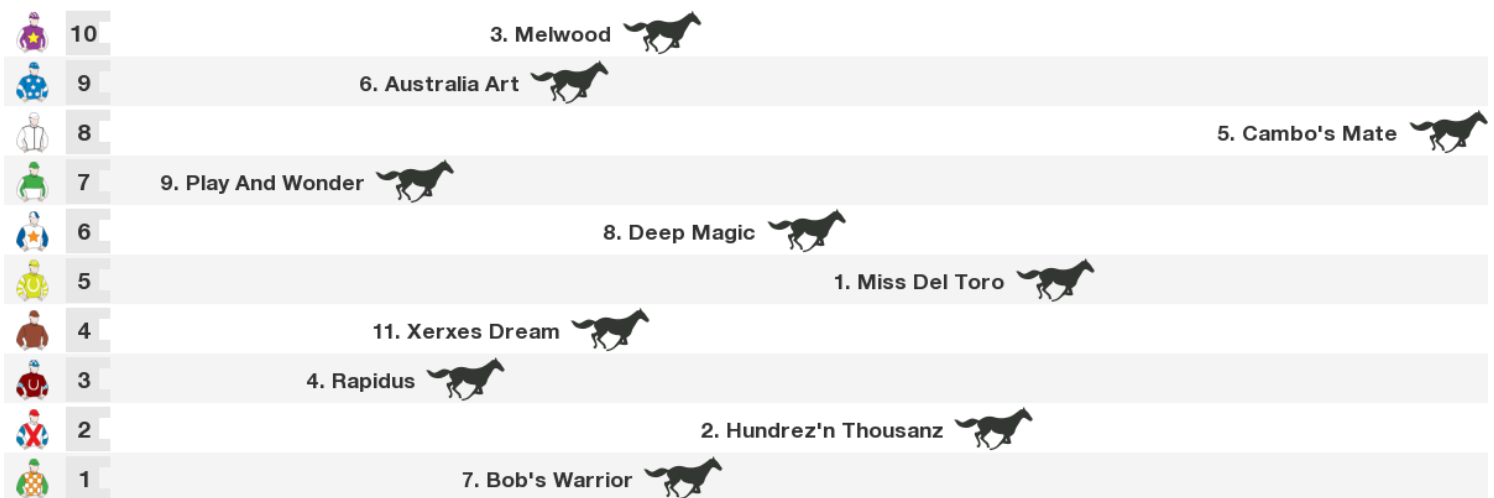 10 3. Melwood
9 6. Australia Art
8 5. Cambo's Mate
7 9. Play And Wonder
6 8. Deep Magic
5 1. Miss Del Toro
4 11. Xerxes Dream
3 4. Rapidus
2 2. Hundrez'n Thousanz
1 7. Bob's Warrior